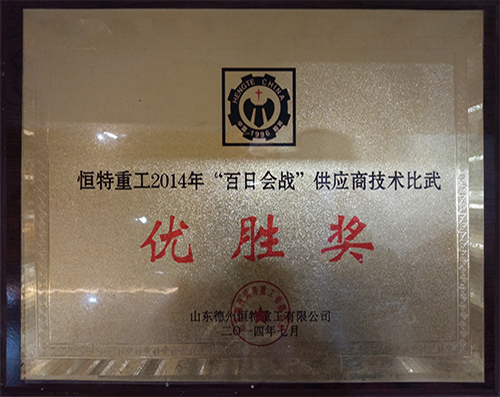 HENGTE CHINA
1996
恒特重工2014年“百日会战”供应商技术比武
优胜奖
山东德州恒特重工有限公司
二〇一四年七月